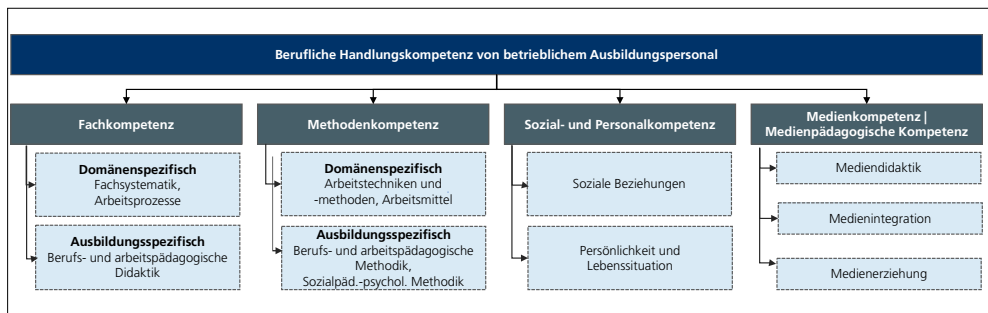 Berufliche Handlungskompetenz von betrieblichem Ausbildungspersonal
Fachkompetenz
Domänenspezifisch
Fachsystematik,
Arbeitsprozesse
Ausbildungsspezifisch
Berufs- und arbeitspädagogische
Didaktik
Methodenkompetenz
Domänenspezifisch
Arbeitstechniken und
-methoden, Arbeitsmittel
Ausbildungsspezifisch
Berufs- und arbeitspädagogische
Methodik,
Sozialpäd.-psychol. Methodik
Sozial- und Personalkompetenz
Soziale Beziehungen
Persönlichkeit und
Lebenssituation
Medienkompetenz |
Medienpädagogische Kompetenz
Mediendidaktik
Medienintegration
Medienerziehung